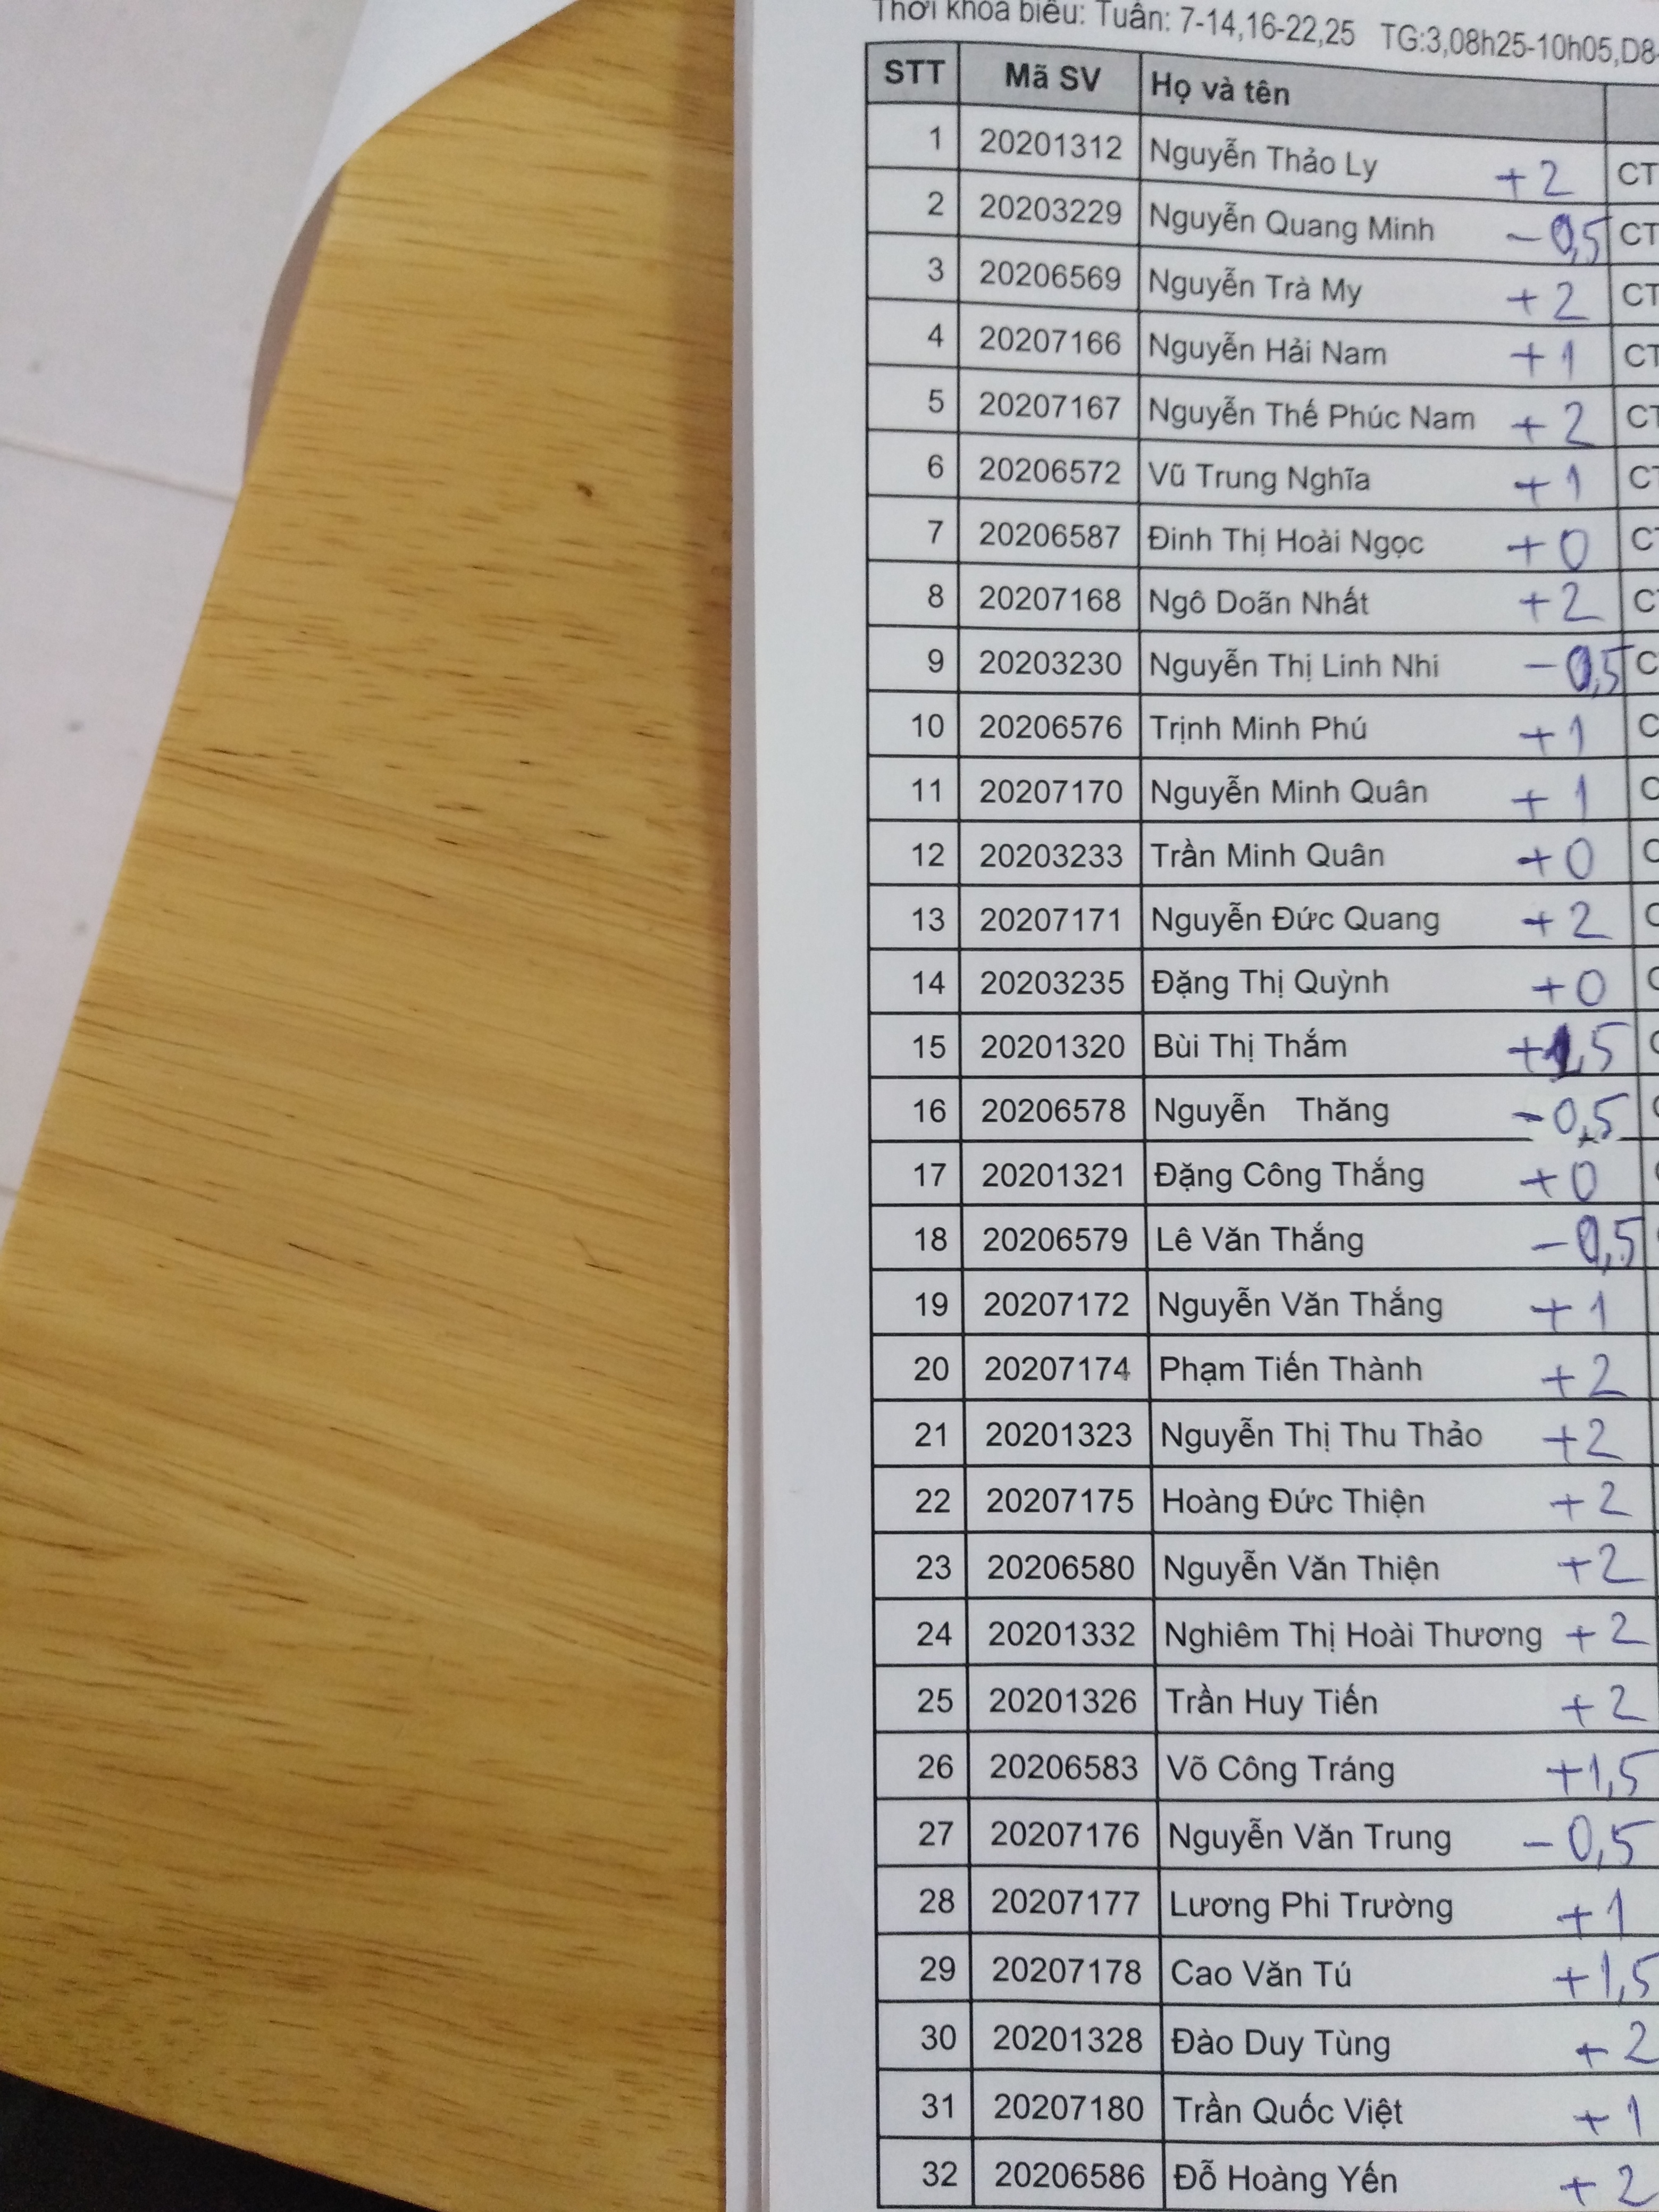 Thời khóa biểu: Tuần: 7-14,16-22,25 TG:3,08h25-10h05,D8-
STT Mã SV Họ và tên
1 20201312 Nguyễn Thảo Ly +2 CT
2 20203229 Nguyễn Quang Minh -0,5 CT
3 20206569 Nguyễn Trà My +2 CT
4 20207166 Nguyễn Hải Nam +1 CT
5 20207167 Nguyễn Thế Phúc Nam +2 CT
6 20206572 Vũ Trung Nghĩa +1 CT
7 20206587 Đinh Thị Hoài Ngọc +0 CT
8 20207168 Ngô Doãn Nhất +2 CT
9 20203230 Nguyễn Thị Linh Nhi -0,5 C
10 20206576 Trịnh Minh Phú +1 C
11 20207170 Nguyễn Minh Quân +1 C
12 20203233 Trần Minh Quân +0 C
13 20207171 Nguyễn Đức Quang +2 C
14 20203235 Đặng Thị Quỳnh +0 C
15 20201320 Bùi Thị Thắm +1,5 C
16 20206578 Nguyễn Thăng -0,5 C
17 20201321 Đặng Công Thắng +0
18 20206579 Lê Văn Thắng -0,5
19 20207172 Nguyễn Văn Thắng +1
20 20207174 Phạm Tiến Thành +2
21 20201323 Nguyễn Thị Thu Thảo +2
22 20207175 Hoàng Đức Thiện +2
23 20206580 Nguyễn Văn Thiện +2
24 20201332 Nghiêm Thị Hoài Thương +2
25 20201326 Trần Huy Tiến +2
26 20206583 Võ Công Tráng +1,5
27 20207176 Nguyễn Văn Trung -0,5
28 20207177 Lương Phi Trường +1
29 20207178 Cao Văn Tú +1,5
30 20201328 Đào Duy Tùng +2
31 20207180 Trần Quốc Việt +1
32 20206586 Đỗ Hoàng Yến +2